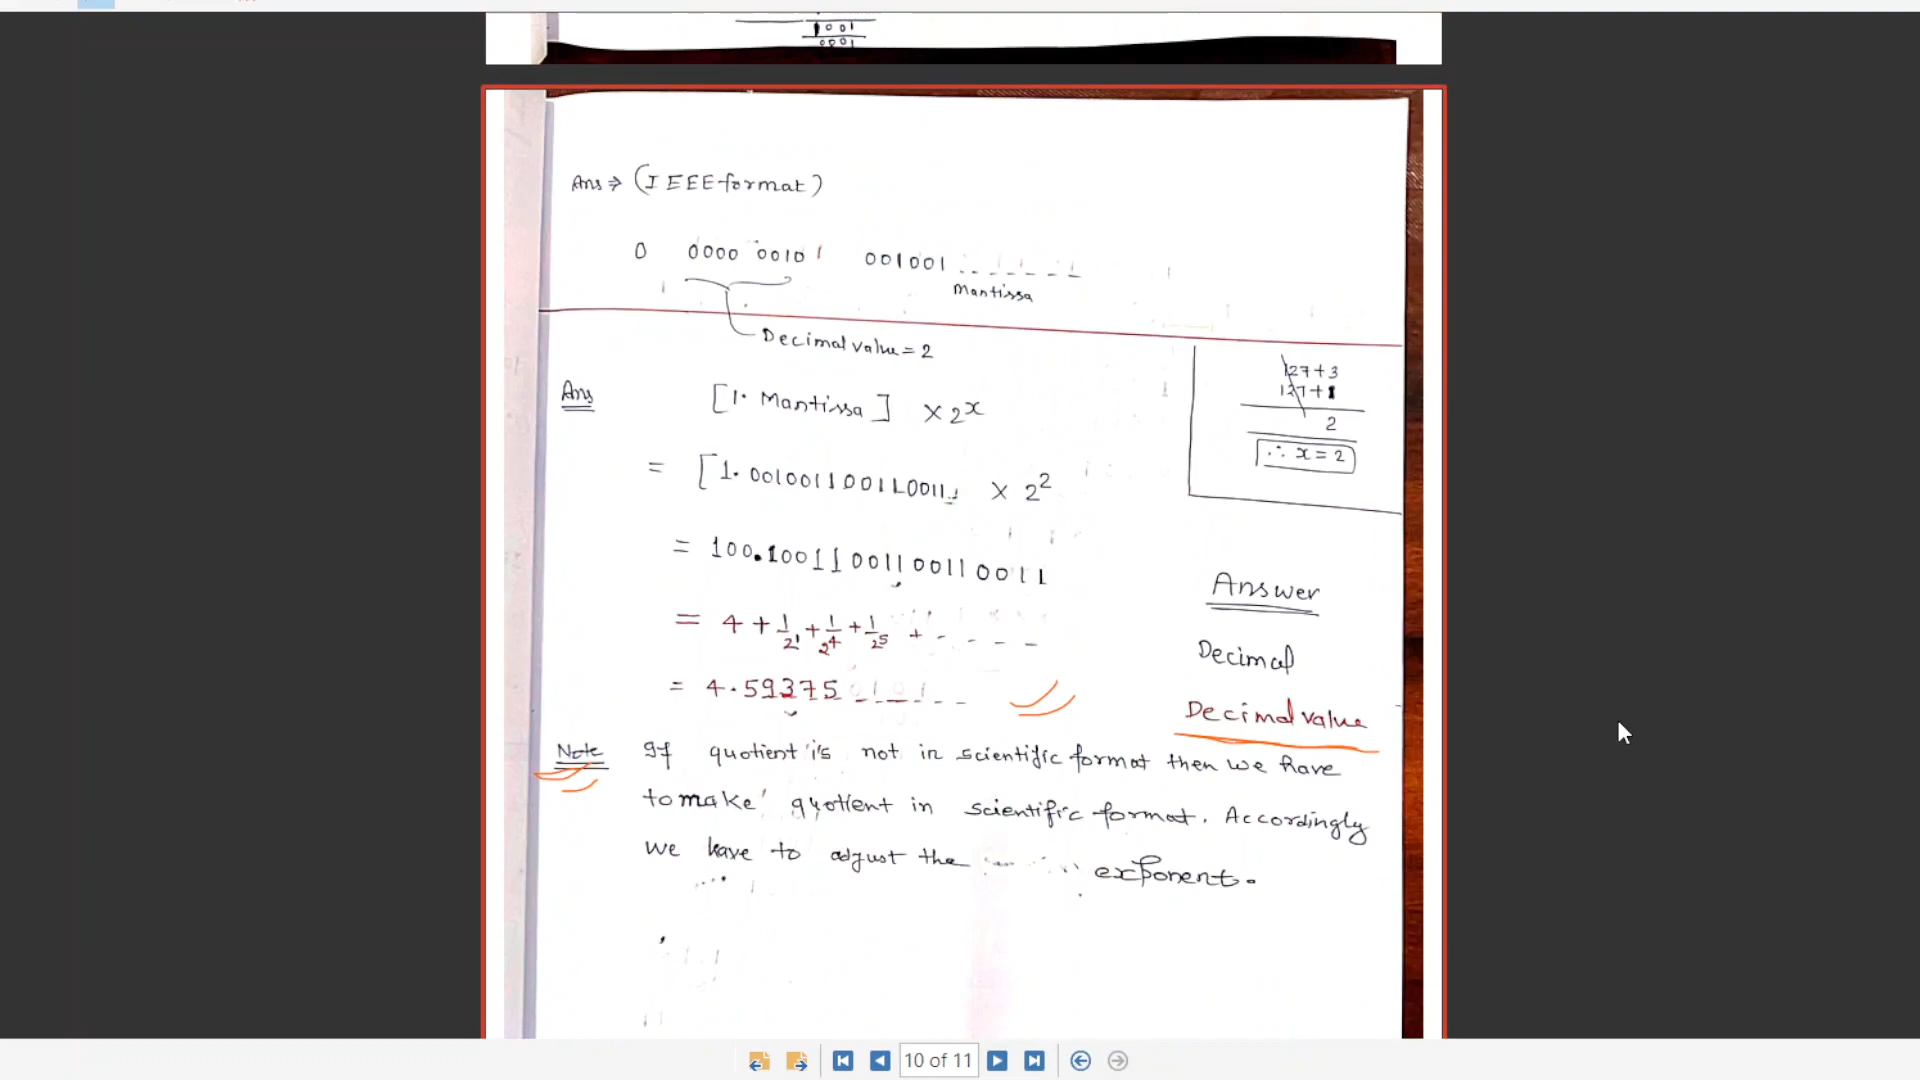 1001
0001
Ans ⇒ (IEEE format)
0 0000 0010 001001 _ _ _ _ _ _
Mantissa
Decimal value = 2
127+3
127+1
2
∴ x = 2
Ans [1. Mantissa] × 2^x
= [1. 0010011001100112 × 2^2
= 100.10011001100110011
= 4 + 1/2^1 + 1/2^4 + 1/2^5 + - - - -
= 4.59375 - - - - -
Answer
Decimal
Decimal value
Note If quotient is not in scientific format then we have
to make quotient in scientific format. Accordingly
we have to adjust the exponent.
10 of 11